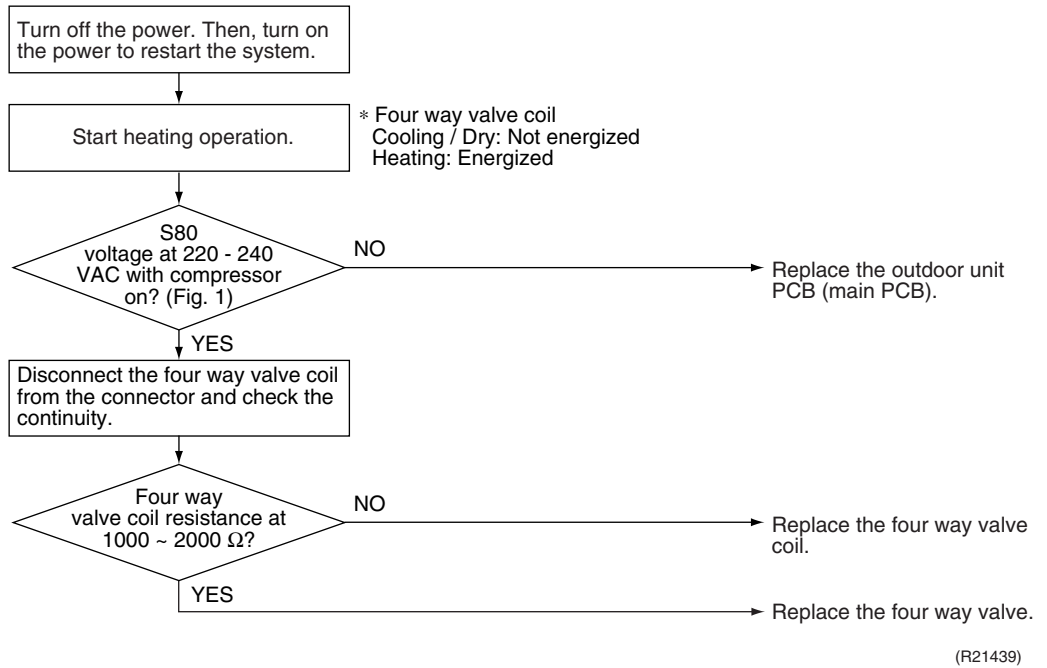 Turn off the power. Then, turn on
the power to restart the system.
Start heating operation.
* Four way valve coil
Cooling / Dry: Not energized
Heating: Energized
S80
voltage at 220 - 240
VAC with compressor
on? (Fig. 1)
NO
Replace the outdoor unit
PCB (main PCB).
YES
Disconnect the four way valve coil
from the connector and check the
continuity.
Four way
valve coil resistance at
1000 ~ 2000 Ω?
NO
Replace the four way valve
coil.
YES
Replace the four way valve.
(R21439)